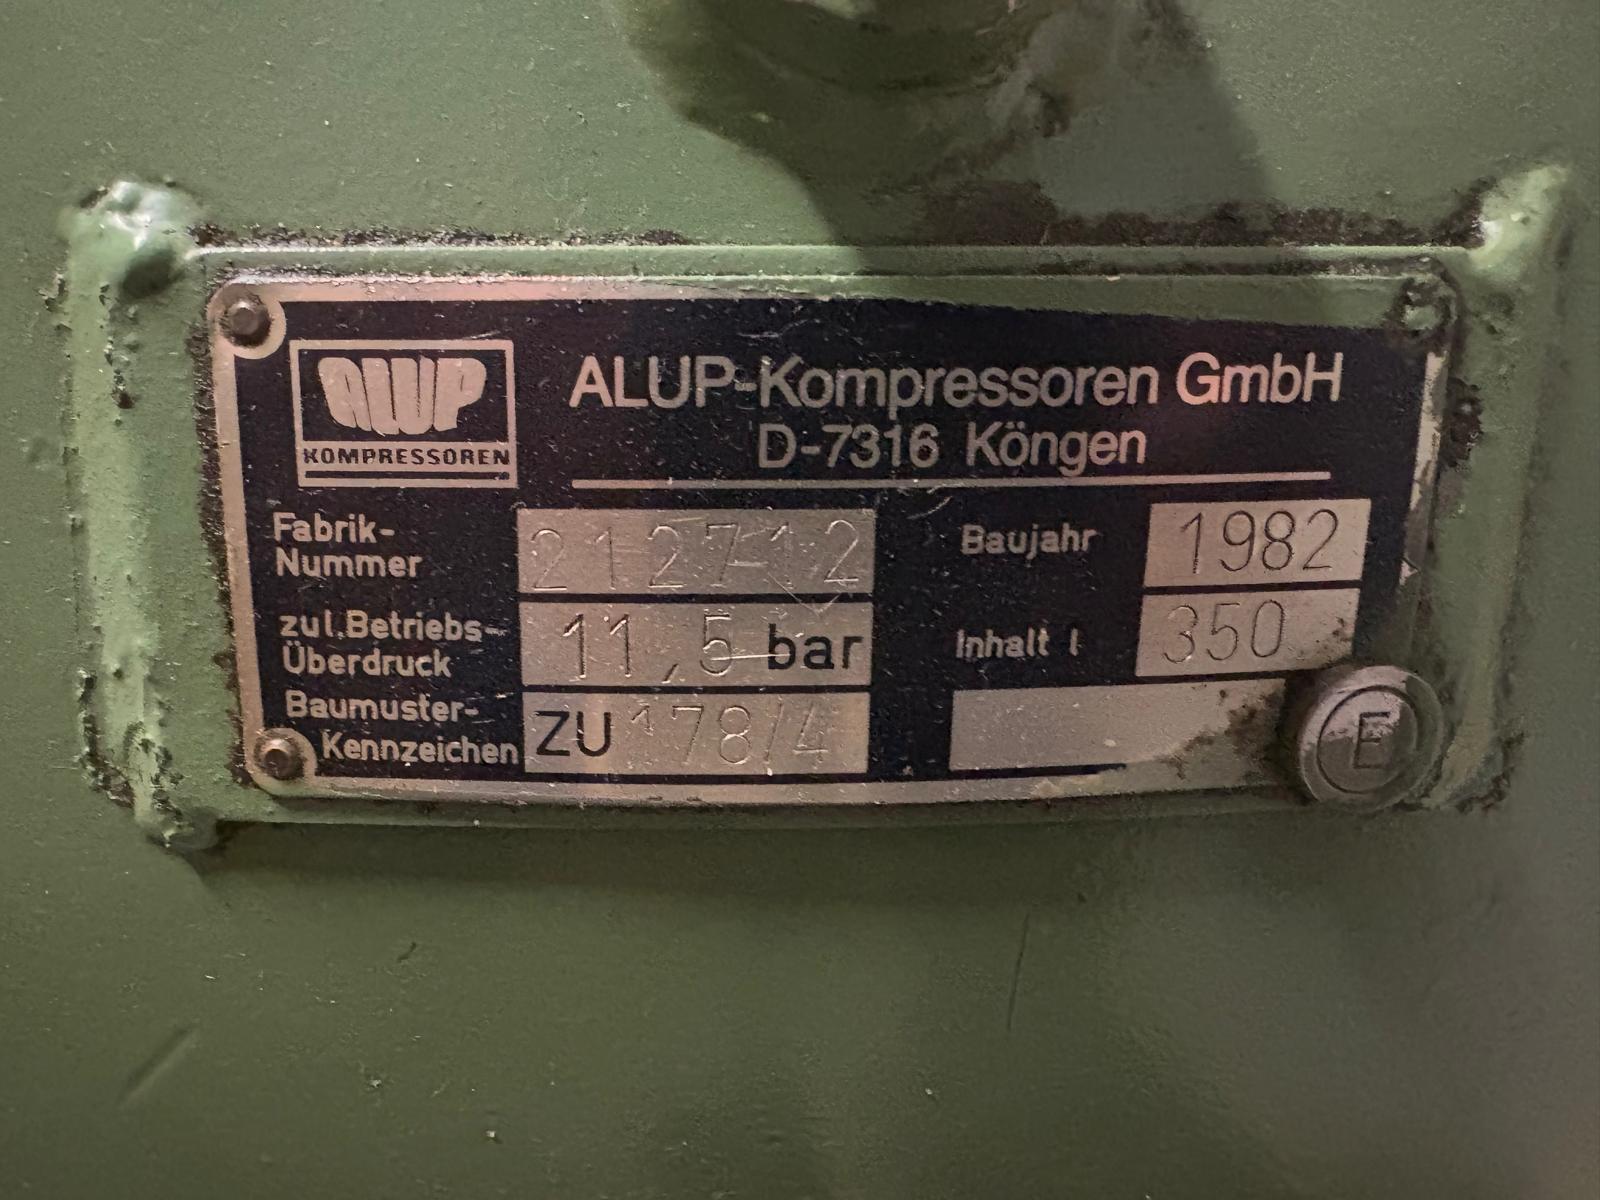 ALUP
KOMPRESSOREN
ALUP-Kompressoren GmbH
D-7316 Köngen
Fabrik-
Nummer
212712
Baujahr
1982
zul.Betriebs-
Überdruck
11,5 bar
Inhalt l
350
Baumuster-
Kennzeichen
ZU 178/4
E